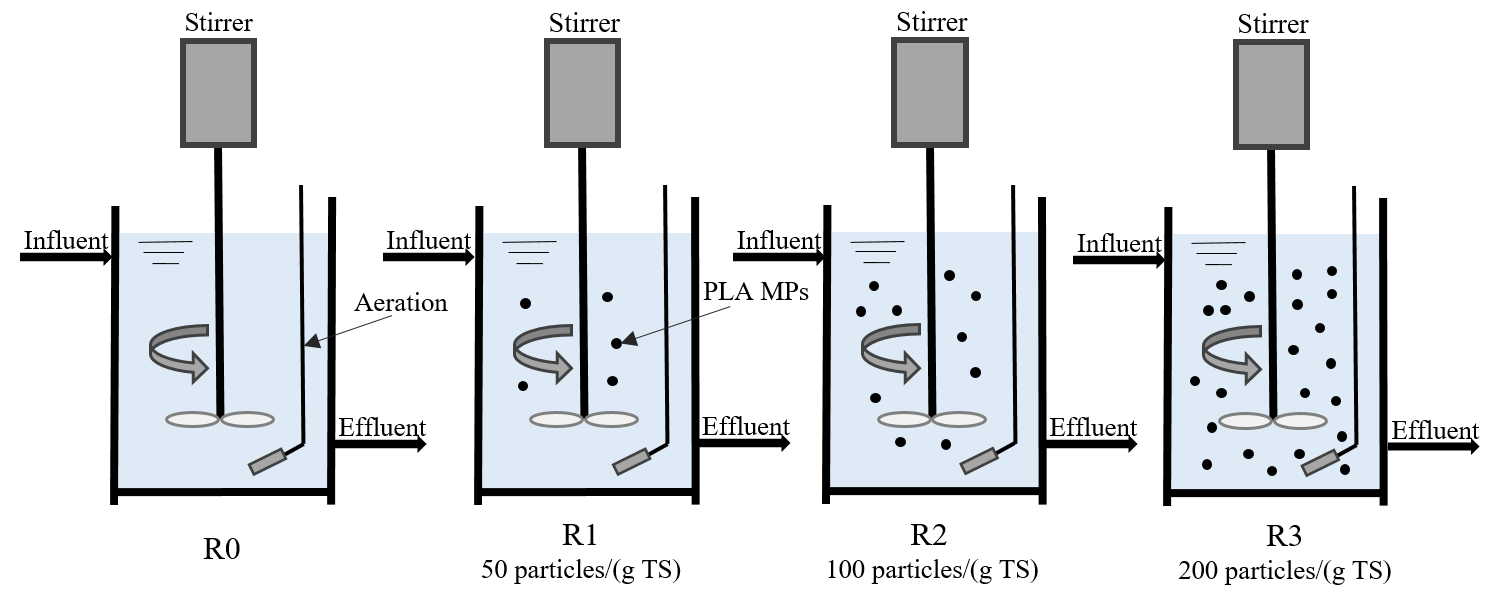 Stirrer
Stirrer
Stirrer
Stirrer
Influent
Influent
Influent
Influent
Aeration
PLA MPs
Effluent
Effluent
Effluent
Effluent
R0
R1
50 particles/(g TS)
R2
100 particles/(g TS)
R3
200 particles/(g TS)